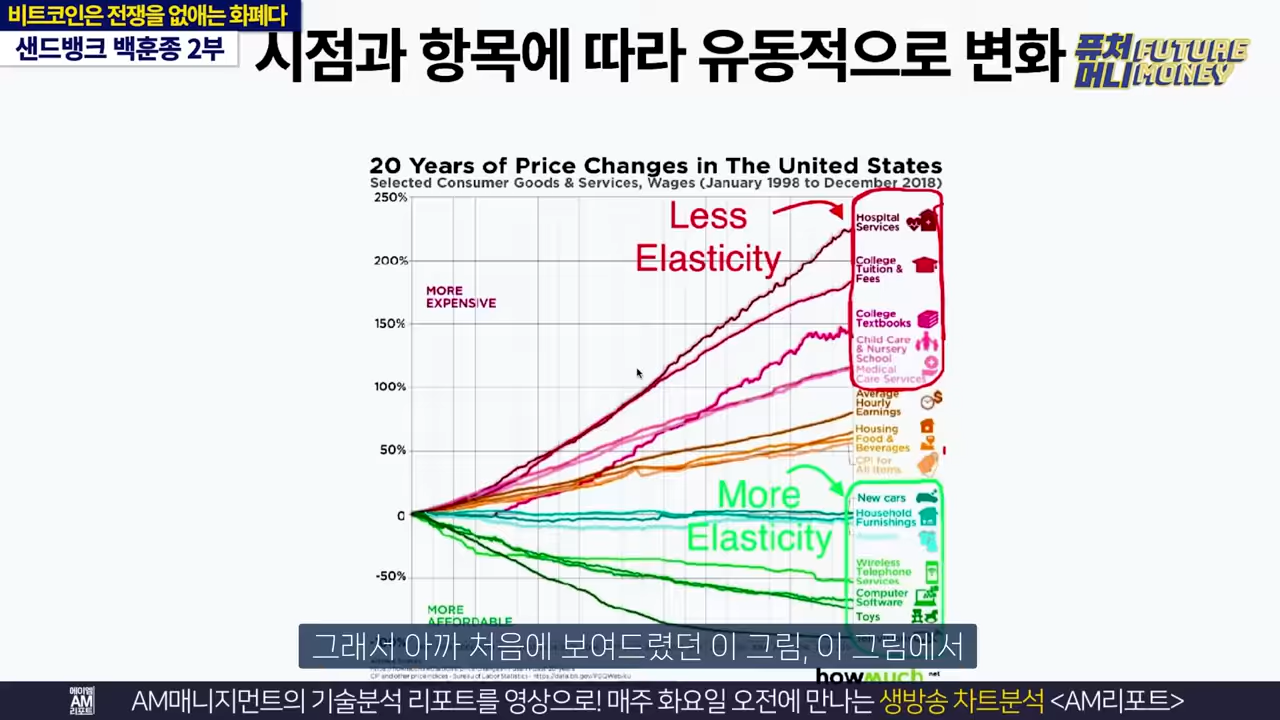 비트코인은 전쟁을 없애는 화폐다
샌드뱅크 백훈종 2부
시점과 항목에 따라 유동적으로 변화
퓨처 FUTURE
머니 MONEY
20 Years of Price Changes in The United States
Selected Consumer Goods & Services, Wages (January 1998 to December 2018)
250%
200%
150%
100%
50%
0
-50%
MORE
EXPENSIVE
Less
Elasticity
Hospital
Services
College
Tuition &
Fees
College
Textbooks
Child Care
& Nursery
School
Medical
Care Services
Average
Hourly
Earnings
Housing
Food &
Beverages
CPI for
All Items
More
Elasticity
New cars
Household
Furnishings
Wireless
Telephone
Services
Computer
Software
Toys
MORE
AFFORDABLE
그래서 아까 처음에 보여드렸던 이 그림, 이 그림에서
howmuch.net
에이엠
AM
리포트
AM매니지먼트의 기술분석 리포트를 영상으로! 매주 화요일 오전에 만나는 생방송 차트분석 <AM리포트>